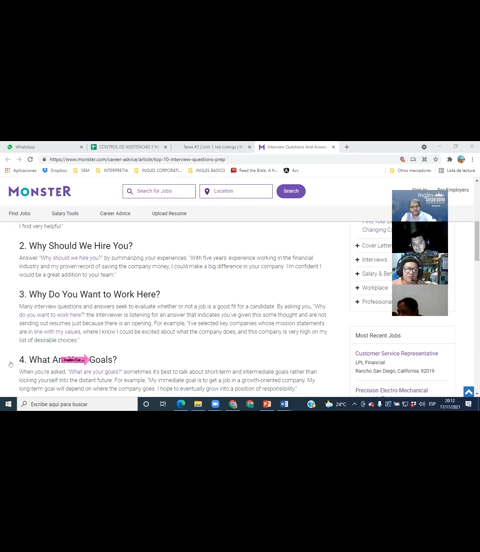 WhatsApp
CONTROL DE ASISTENCIAS Y N
Tarea #2 | Unit 1 Job Listings | 
Interview Questions And Answe
https://www.monster.com/career-advice/article/top-10-interview-questions-prep
Aplicaciones Dropbox SEM INTERPRETIA INGLES CORPORATI INGLES BASICO Read the Bible. A f Avix Otros marcadores Lista de lectura
MONSTER
Search for Jobs
Location
Search
Employers
Find Jobs Salary Tools Career Advice Upload Resume
find very helpful."
2. Why Should We Hire You?
Answer "Why should we hire you?" by summarizing your experiences: "With five years' experience working in the financial
industry and my proven record of saving the company money, I could make a big difference in your company. I'm confident I
would be a great addition to your team."
3. Why Do You Want to Work Here?
Many interview questions and answers seek to evaluate whether or not a job is a good fit for a candidate. By asking you, "Why
do you want to work here?" the interviewer is listening for an answer that indicates you've given this some thought and are not
sending out resumes just because there is an opening. For example, "I've selected key companies whose mission statements
are in line with my values, where I know I could be excited about what the company does, and this company is very high on my
list of desirable choices."
4. What Ar Goals?
When you're asked, "What are your goals?" sometimes it's best to talk about short-term and intermediate goals rather than
locking yourself into the distant future. For example, "My immediate goal is to get a job in a growth-oriented company. My
long-term goal will depend on where the company goes. I hope to eventually grow into a position of responsibility."
Changing Ca
Cover Letter
Interviews
Salary & Be
Workplace
Profession
Most Recent Jobs
Customer Service Representative
LPL Financial
Rancho San Diego, California, 92019
Precision Electro-Mechanical
Escribe aquí para buscar
24°C
ESP
20:12
17/11/2021